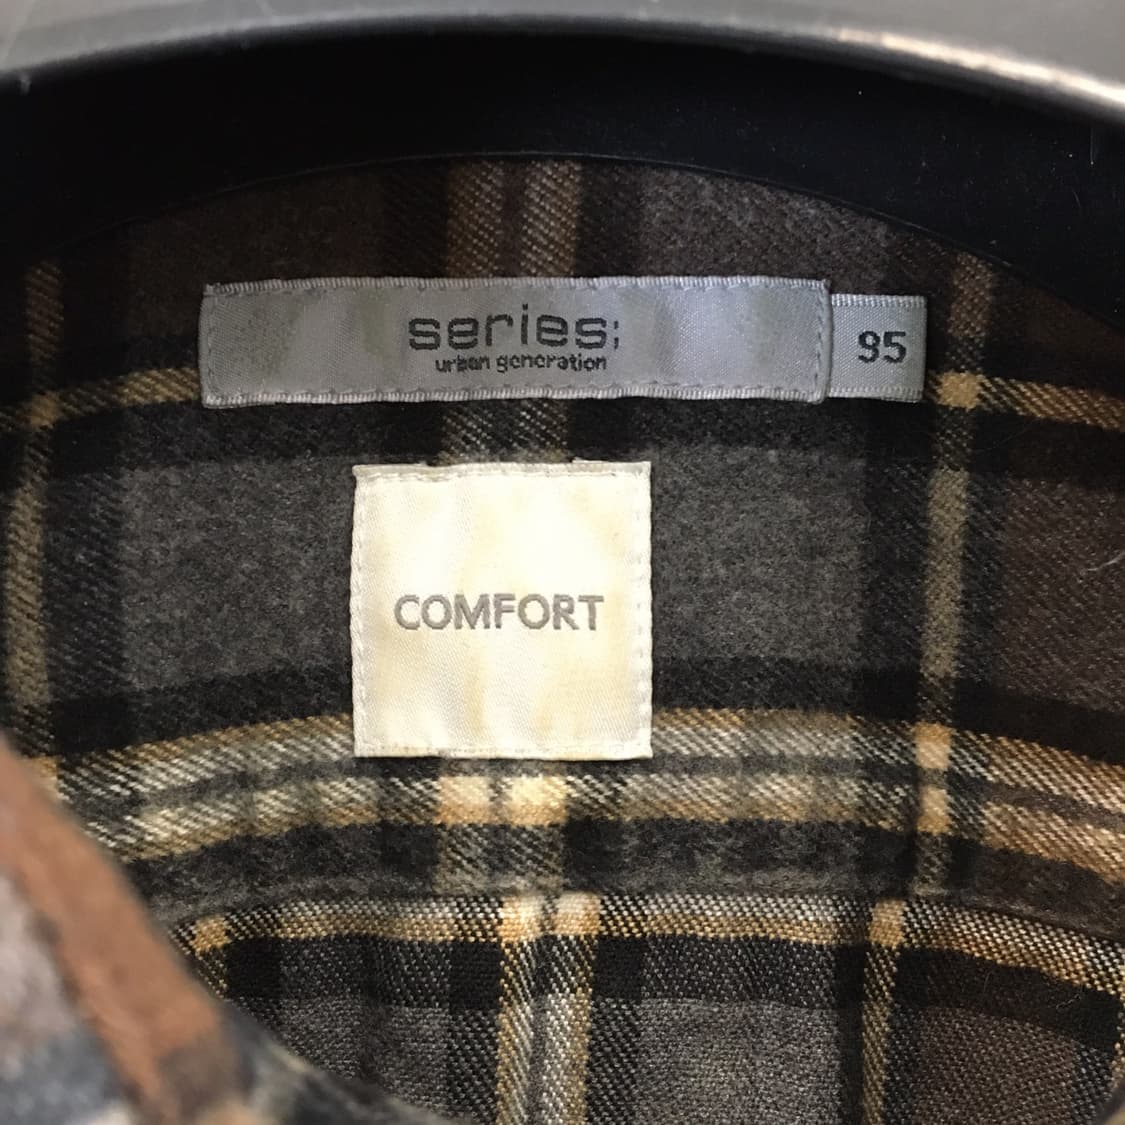 series;
urban generation
95
COMFORT